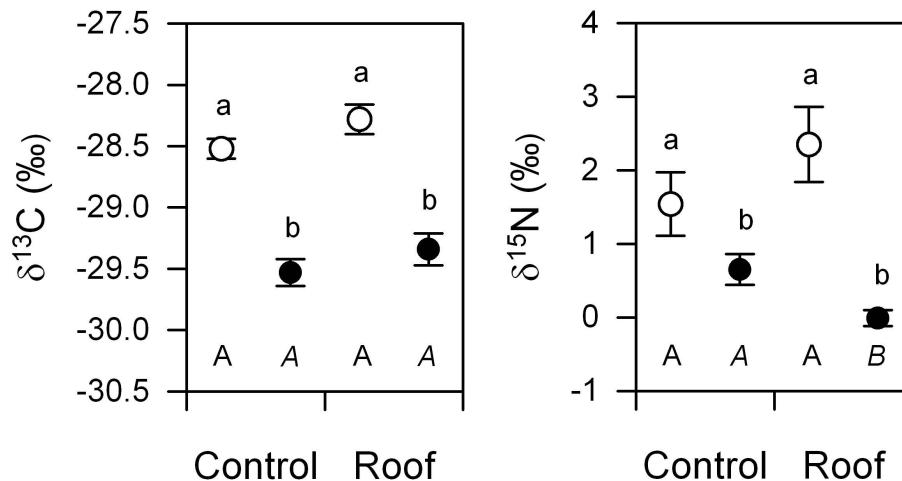 δ13C (‰)
-27.5
-28.0
-28.5
-29.0
-29.5
-30.0
-30.5
a
b
a
b
A
A
A
A
Control
Roof
δ15N (‰)
4
3
2
1
0
-1
a
b
a
b
A
A
A
B
Control
Roof